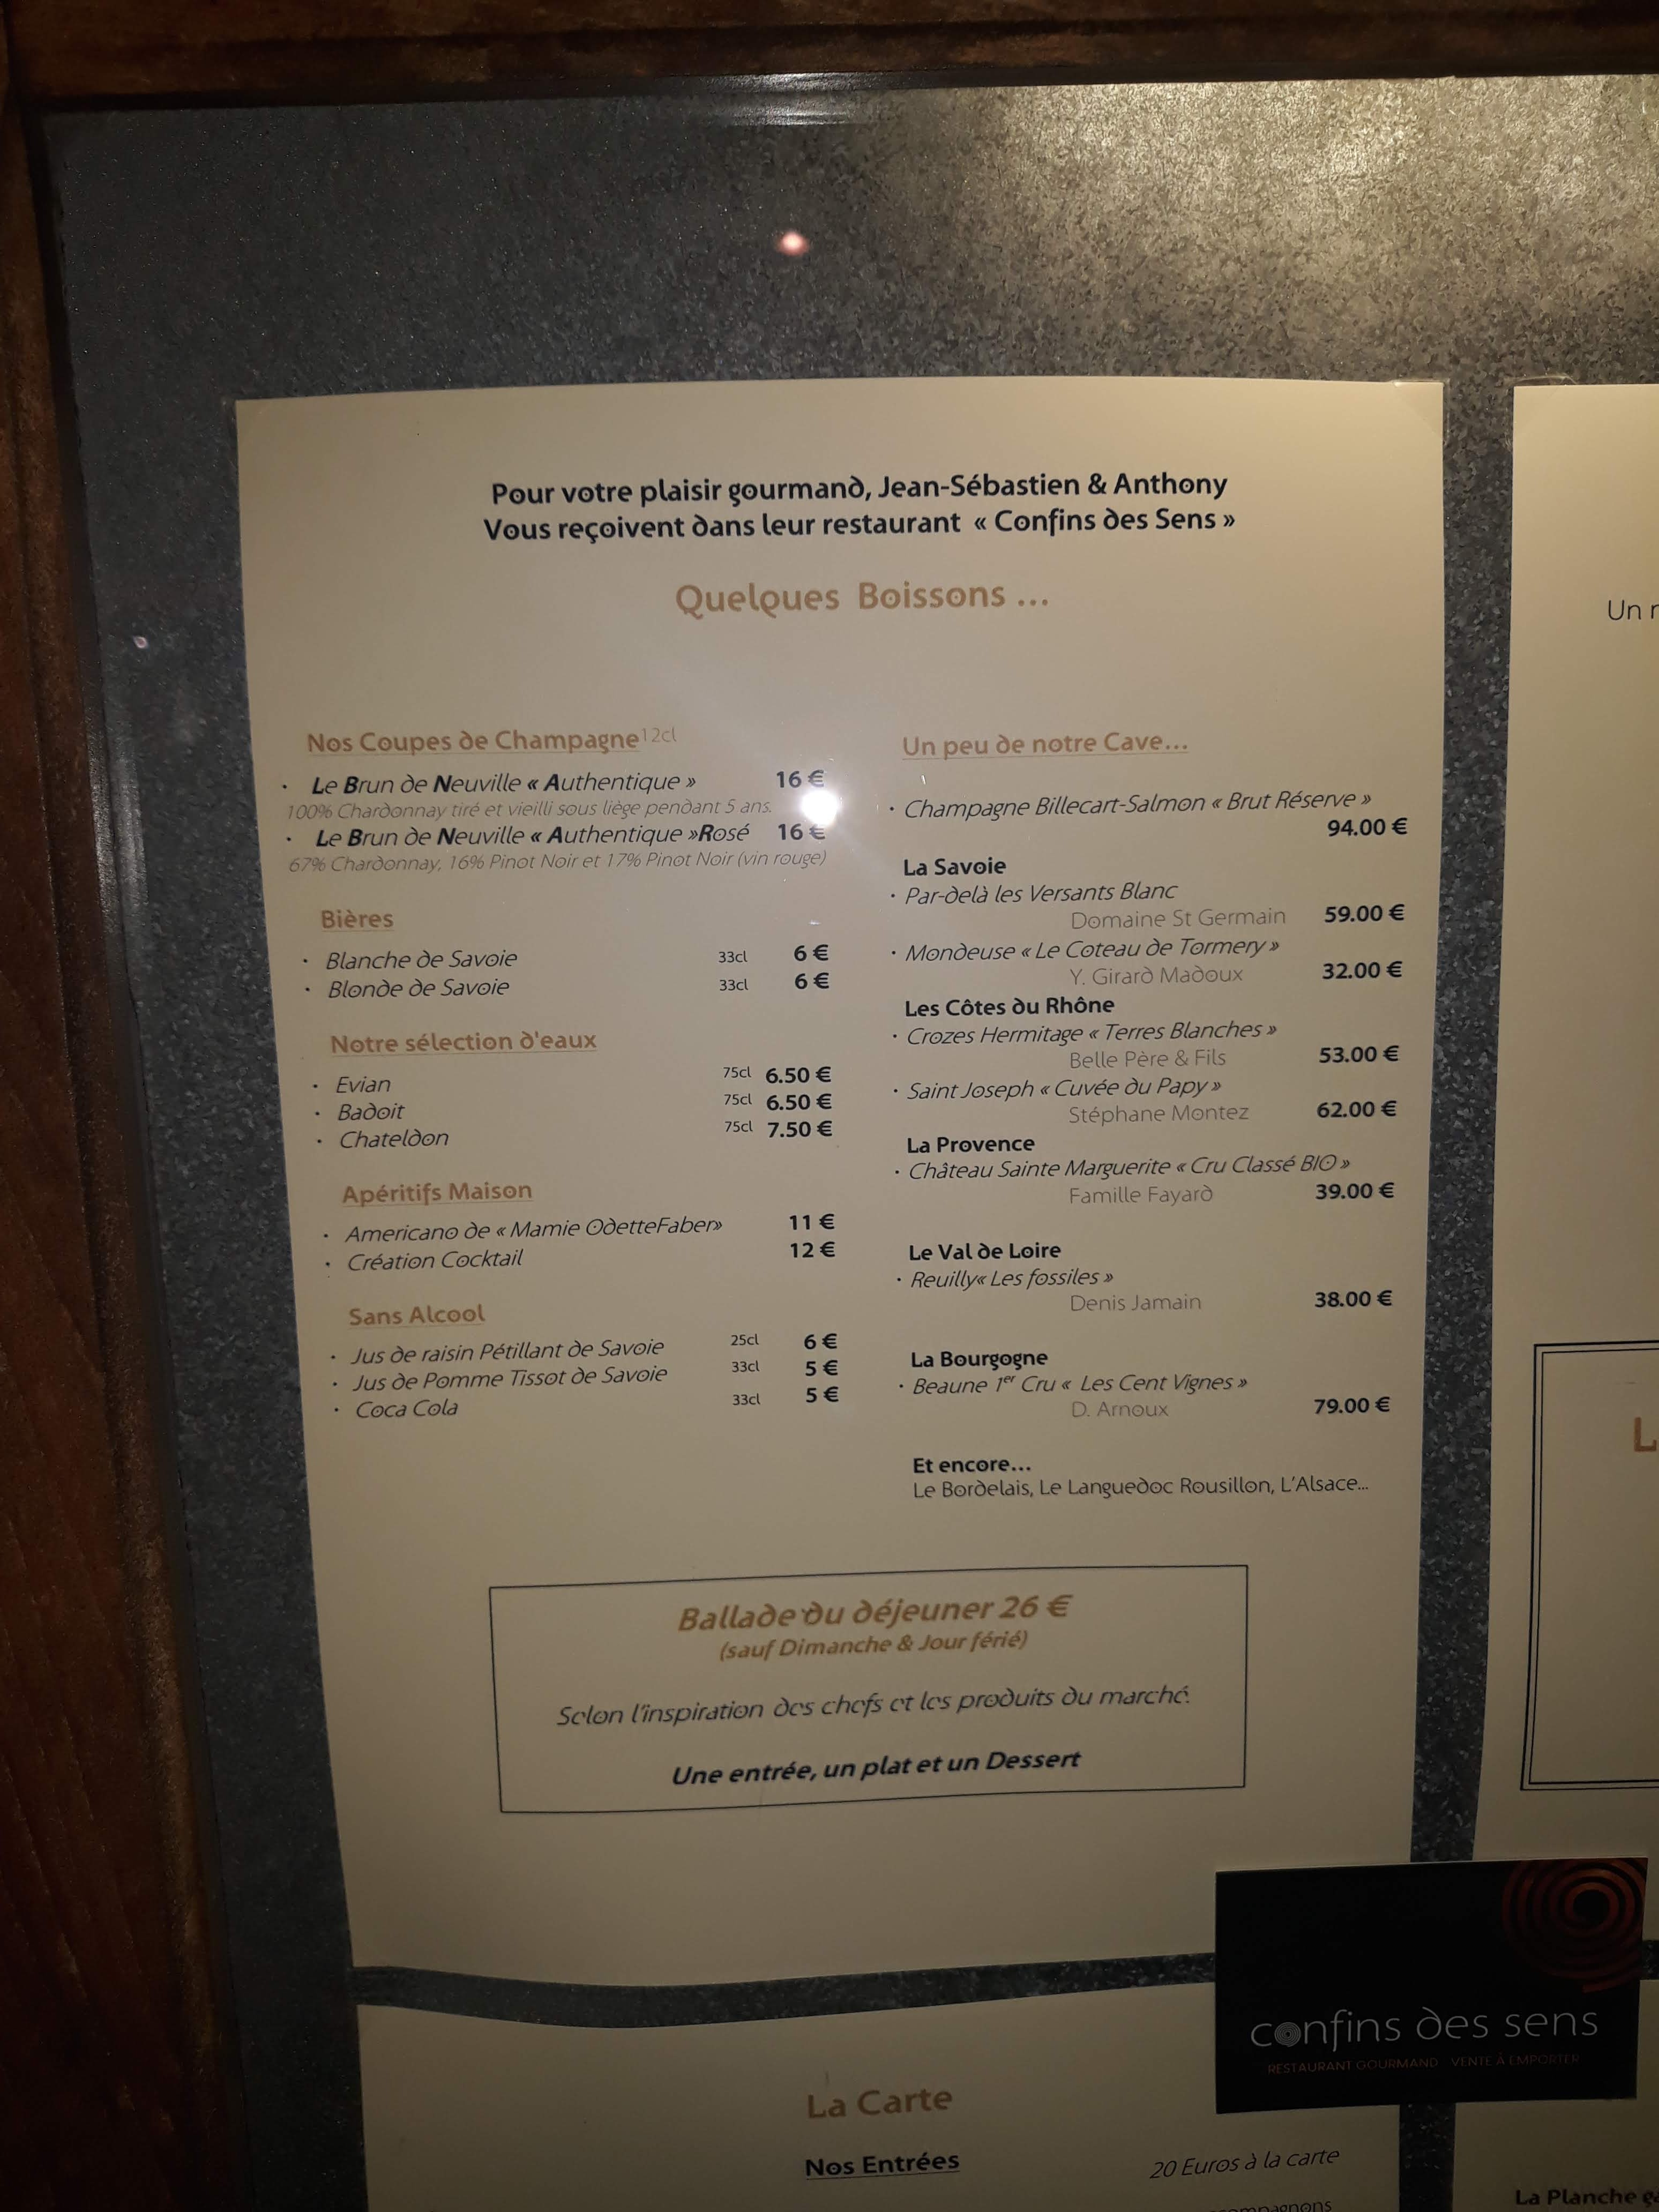 Pour votre plaisir gourmand, Jean-Sébastien & Anthony
Vous reçoivent dans leur restaurant « Confins des Sens »
Quelques Boissons ...
Nos Coupes de Champagne 12cl
• Le Brun de Neuville « Authentique » 16 €
100% Chardonnay tiré et vieilli sous liège pendant 5 ans.
• Le Brun de Neuville « Authentique »Rosé 16 €
67% Chardonnay, 16% Pinot Noir et 17% Pinot Noir (vin rouge)
Bières
• Blanche de Savoie 33cl 6 €
• Blonde de Savoie 33cl 6 €
Notre sélection d'eaux
• Evian 75cl 6.50 €
• Badoit 75cl 6.50 €
• Chateldon 75cl 7.50 €
Apéritifs Maison
• Americano de « Mamie OdetteFaber» 11 €
• Création Cocktail 12 €
Sans Alcool
• Jus de raisin Pétillant de Savoie 25cl 6 €
• Jus de Pomme Tissot de Savoie 33cl 5 €
• Coca Cola 33cl 5 €
Un peu de notre Cave...
• Champagne Billecart-Salmon « Brut Réserve »
94.00 €
La Savoie
• Par-delà les Versants Blanc
Domaine St Germain 59.00 €
• Mondeuse « Le Coteau de Tormery »
Y. Girard Madoux 32.00 €
Les Côtes du Rhône
• Crozes Hermitage « Terres Blanches »
Belle Père & Fils 53.00 €
• Saint Joseph « Cuvée du Papy »
Stéphane Montez 62.00 €
La Provence
• Château Sainte Marguerite « Cru Classé BIO »
Famille Fayard 39.00 €
Le Val de Loire
• Reuilly« Les fossiles »
Denis Jamain 38.00 €
La Bourgogne
• Beaune 1er Cru « Les Cent Vignes »
D. Arnoux 79.00 €
Et encore...
Le Bordelais, Le Languedoc Rousillon, L'Alsace...
Ballade du déjeuner 26 €
(sauf Dimanche & Jour férié)
Selon l'inspiration des chefs et les produits du marché.
Une entrée, un plat et un Dessert
Un
L
confins des sens
RESTAURANT GOURMAND VENTE À EMPORTER
La Carte
Nos Entrées 20 Euros à la carte
La Planche